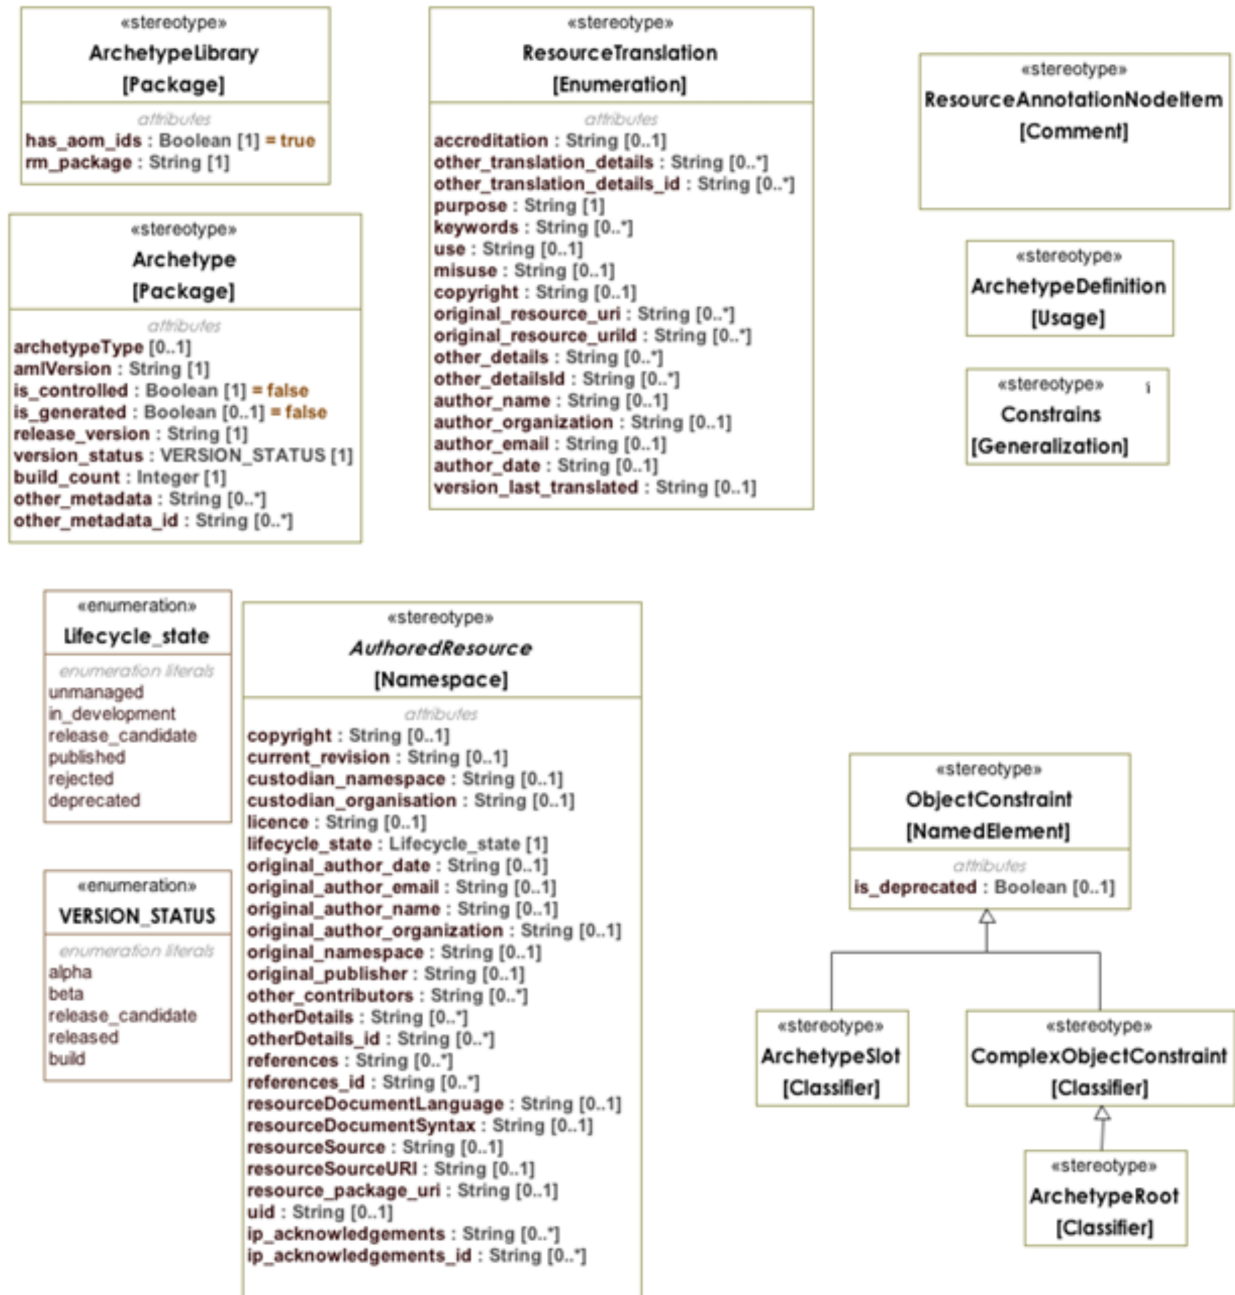 «stereotype»
ArchetypeLibrary
[Package]
attributes
has_aom_ids : Boolean [1] = true
rm_package : String [1]
«stereotype»
Archetype
[Package]
attributes
archetypeType [0..1]
amlVersion : String [1]
is_controlled : Boolean [1] = false
is_generated : Boolean [0..1] = false
release_version : String [1]
version_status : VERSION_STATUS [1]
build_count : Integer [1]
other_metadata : String [0..*]
other_metadata_id : String [0..*]
«stereotype»
ResourceTranslation
[Enumeration]
attributes
accreditation : String [0..1]
other_translation_details : String [0..*]
other_translation_details_id : String [0..*]
purpose : String [1]
keywords : String [0..*]
use : String [0..1]
misuse : String [0..1]
copyright : String [0..1]
original_resource_uri : String [0..*]
original_resource_uriId : String [0..*]
other_details : String [0..*]
other_detailsId : String [0..*]
author_name : String [0..1]
author_organization : String [0..1]
author_email : String [0..1]
author_date : String [0..1]
version_last_translated : String [0..1]
«stereotype»
ResourceAnnotationNodeItem
[Comment]
«stereotype»
ArchetypeDefinition
[Usage]
«stereotype» i
Constrains
[Generalization]
«enumeration»
Lifecycle_state
enumeration literals
unmanaged
in_development
release_candidate
published
rejected
deprecated
«enumeration»
VERSION_STATUS
enumeration literals
alpha
beta
release_candidate
released
build
«stereotype»
AuthoredResource
[Namespace]
attributes
copyright : String [0..1]
current_revision : String [0..1]
custodian_namespace : String [0..1]
custodian_organisation : String [0..1]
licence : String [0..1]
lifecycle_state : Lifecycle_state [1]
original_author_date : String [0..1]
original_author_email : String [0..1]
original_author_name : String [0..1]
original_author_organization : String [0..1]
original_namespace : String [0..1]
original_publisher : String [0..1]
other_contributors : String [0..*]
otherDetails : String [0..*]
otherDetails_id : String [0..*]
references : String [0..*]
references_id : String [0..*]
resourceDocumentLanguage : String [0..1]
resourceDocumentSyntax : String [0..1]
resourceSource : String [0..1]
resourceSourceURI : String [0..1]
resource_package_uri : String [0..1]
uid : String [0..1]
ip_acknowledgements : String [0..*]
ip_acknowledgements_id : String [0..*]
«stereotype»
ObjectConstraint
[NamedElement]
attributes
is_deprecated : Boolean [0..1]
«stereotype»
ArchetypeSlot
[Classifier]
«stereotype»
ComplexObjectConstraint
[Classifier]
«stereotype»
ArchetypeRoot
[Classifier]